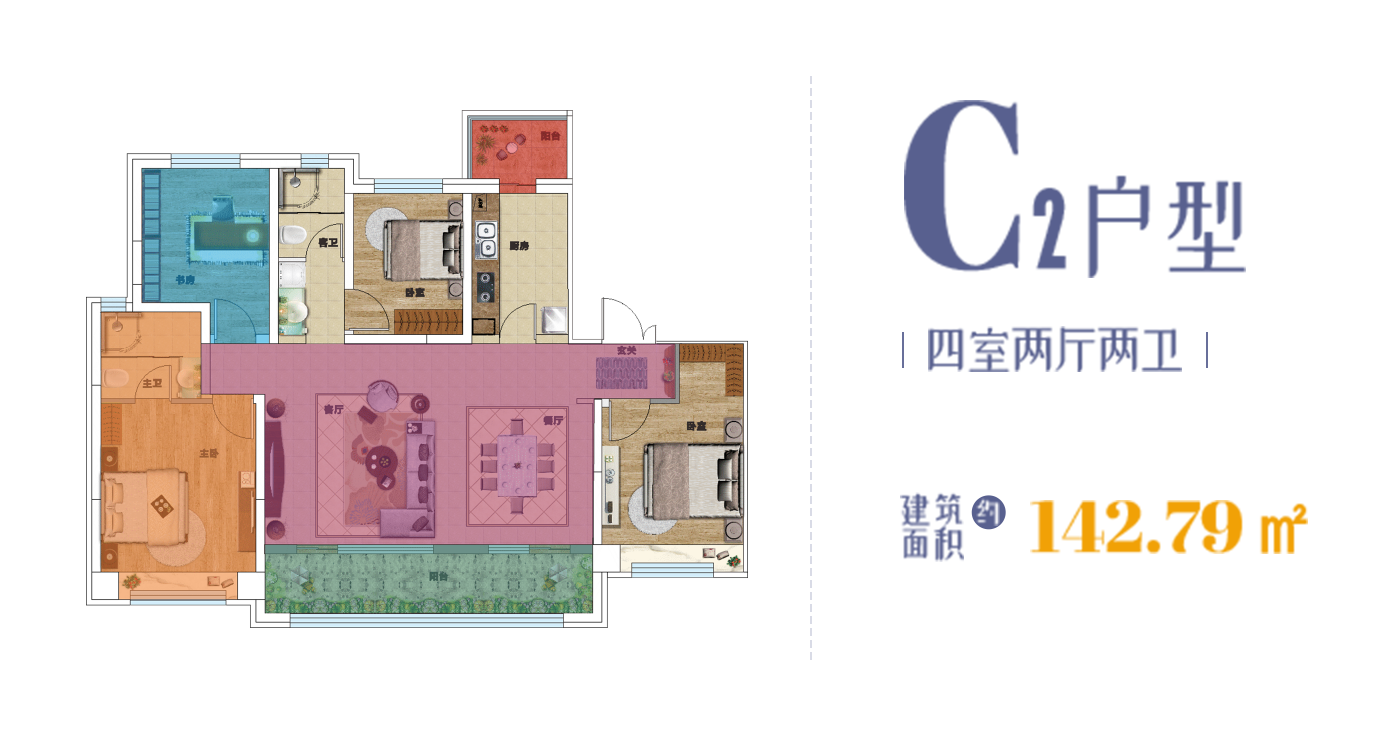 阳台
书房
客卫
卧室
厨房
玄关
主卫
客厅
餐厅
卧室
主卧
阳台
C2户型
四室两厅两卫
建筑面积 约 142.79 m²